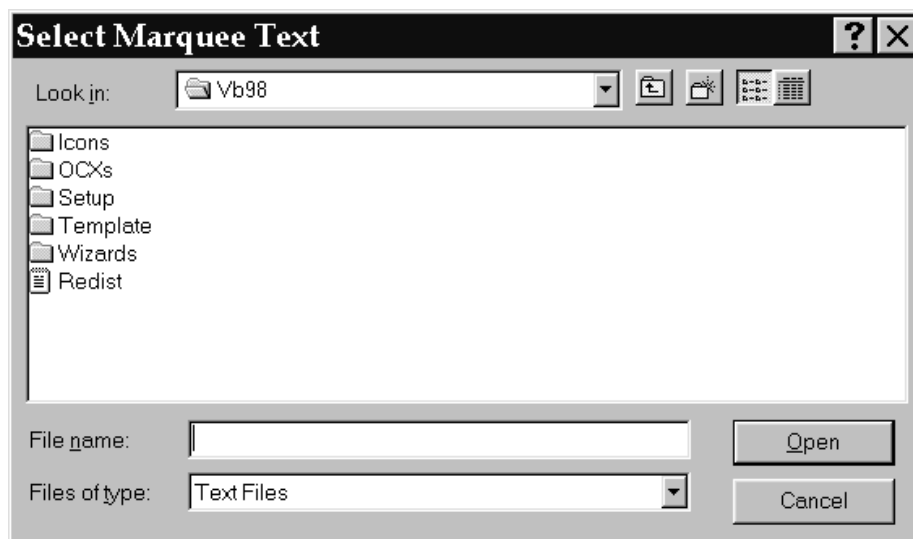 Select Marquee Text
Look in: Vb98
Icons
OCXs
Setup
Template
Wizards
Redist
File name: Open
Files of type: Text Files Cancel